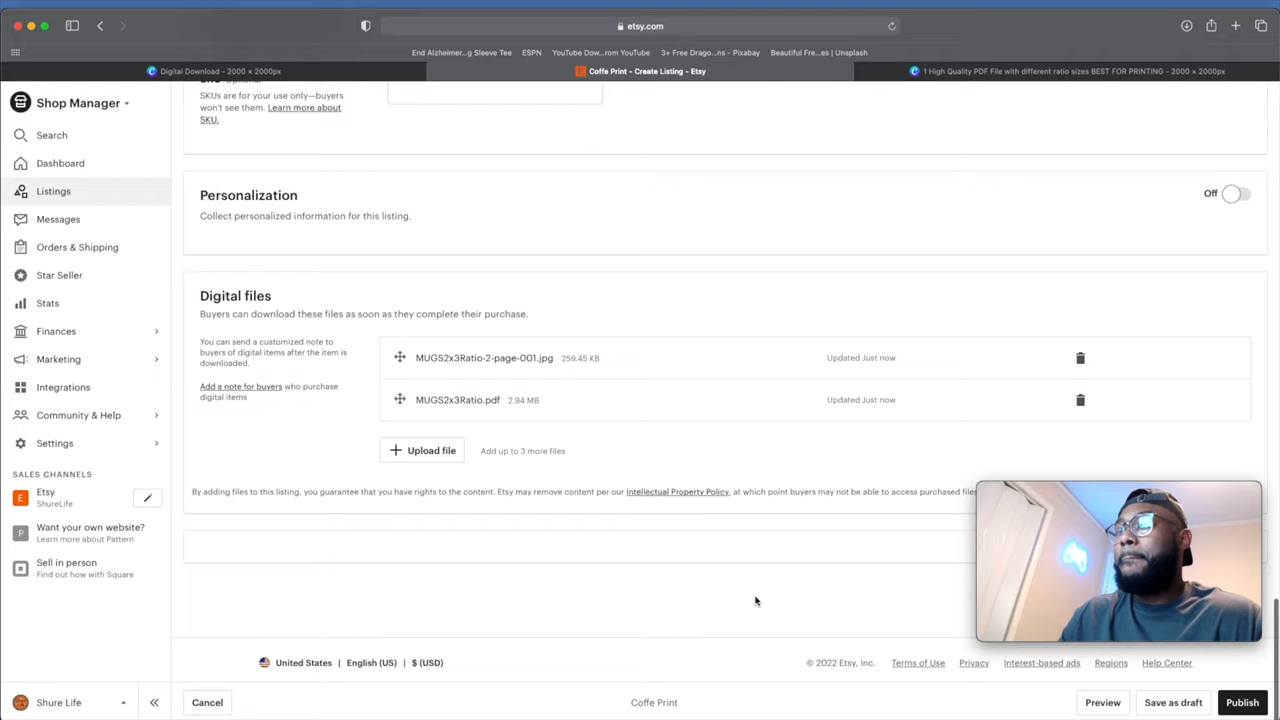 etsy.com
End Alzheimer...g Sleeve Tee
ESPN
YouTube Dow...rom YouTube
3+ Free Drago...ns - Pixabay
Beautiful Fre...es | Unsplash
Digital Download - 2000 × 2000px
Coffe Print - Create Listing - Etsy
1 High Quality PDF File with different ratio sizes BEST FOR PRINTING - 2000 × 2000px
Shop Manager
Search
Dashboard
Listings
Messages
Orders & Shipping
Star Seller
Stats
Finances
Marketing
Integrations
Community & Help
Settings
SALES CHANNELS
Etsy
ShureLife
P
Want your own website?
Learn more about Pattern
Sell in person
Find out how with Square
Shure Life
SKUs are for your use only—buyers
won't see them. Learn more about
SKU.
Personalization
Off
Collect personalized information for this listing.
Digital files
Buyers can download these files as soon as they complete their purchase.
You can send a customized note to
buyers of digital items after the item is
downloaded.
Add a note for buyers who purchase
digital items
MUGS2x3Ratio-2-page-001.jpg 259.45 KB Updated Just now
MUGS2x3Ratio.pdf 2.94 MB Updated Just now
Upload file
Add up to 3 more files
By adding files to this listing, you guarantee that you have rights to the content. Etsy may remove content per our Intellectual Property Policy, at which point buyers may not be able to access purchased files
United States | English (US) | $ (USD)
© 2022 Etsy, Inc.
Terms of Use
Privacy
Interest-based ads
Regions
Help Center
Cancel
Coffe Print
Preview
Save as draft
Publish